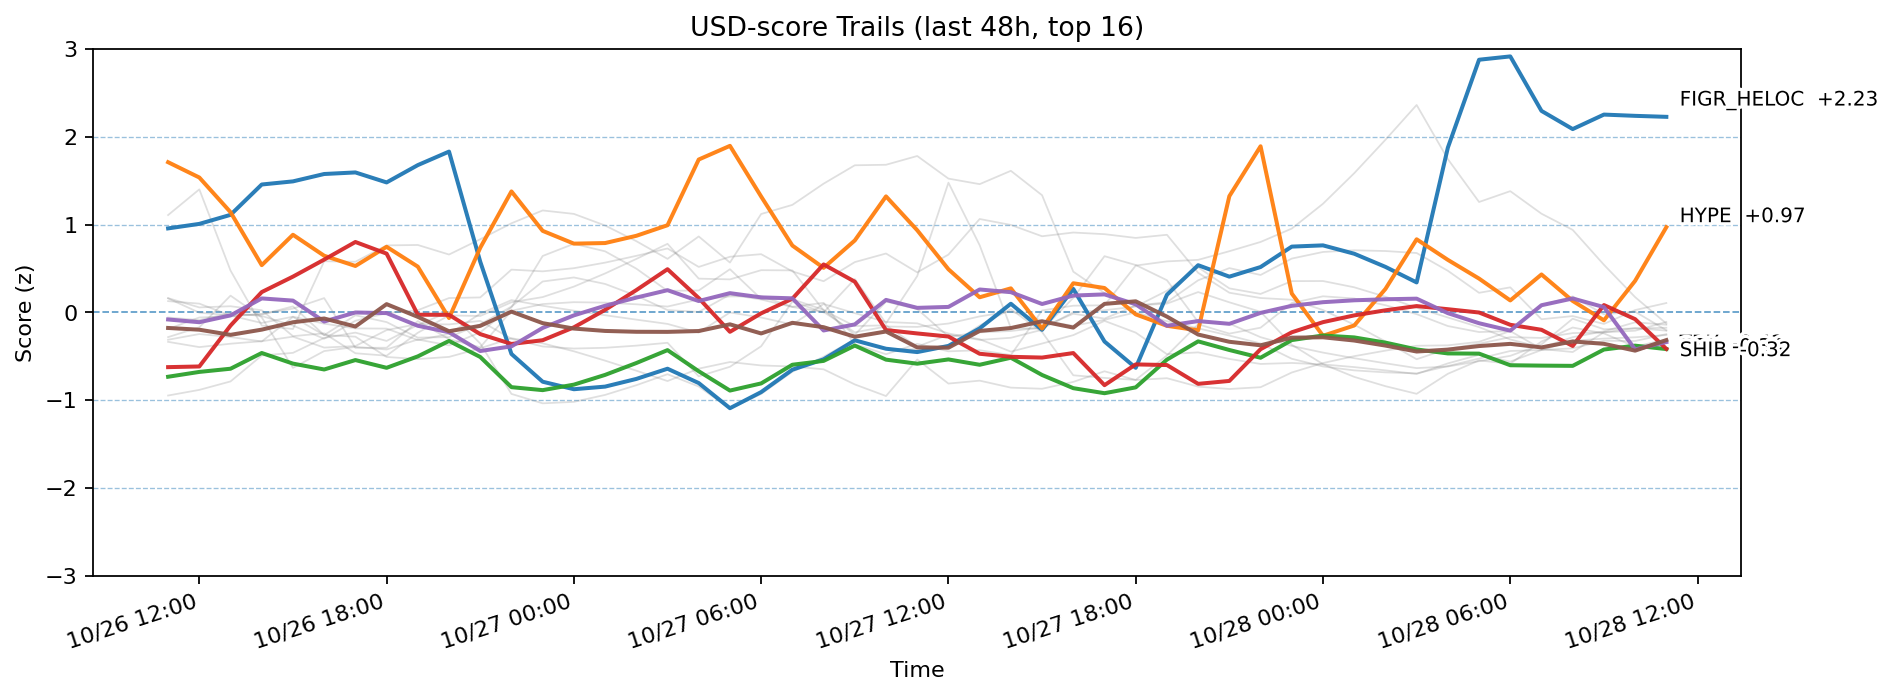 USD-score Trails (last 48h, top 16)
Score (z)
3
2
1
0
−1
−2
−3
FIGR_HELOC +2.23
HYPE +0.97
SHIB -0.32
10/26 12:00
10/26 18:00
10/27 00:00
10/27 06:00
10/27 12:00
10/27 18:00
10/28 00:00
10/28 06:00
10/28 12:00
Time